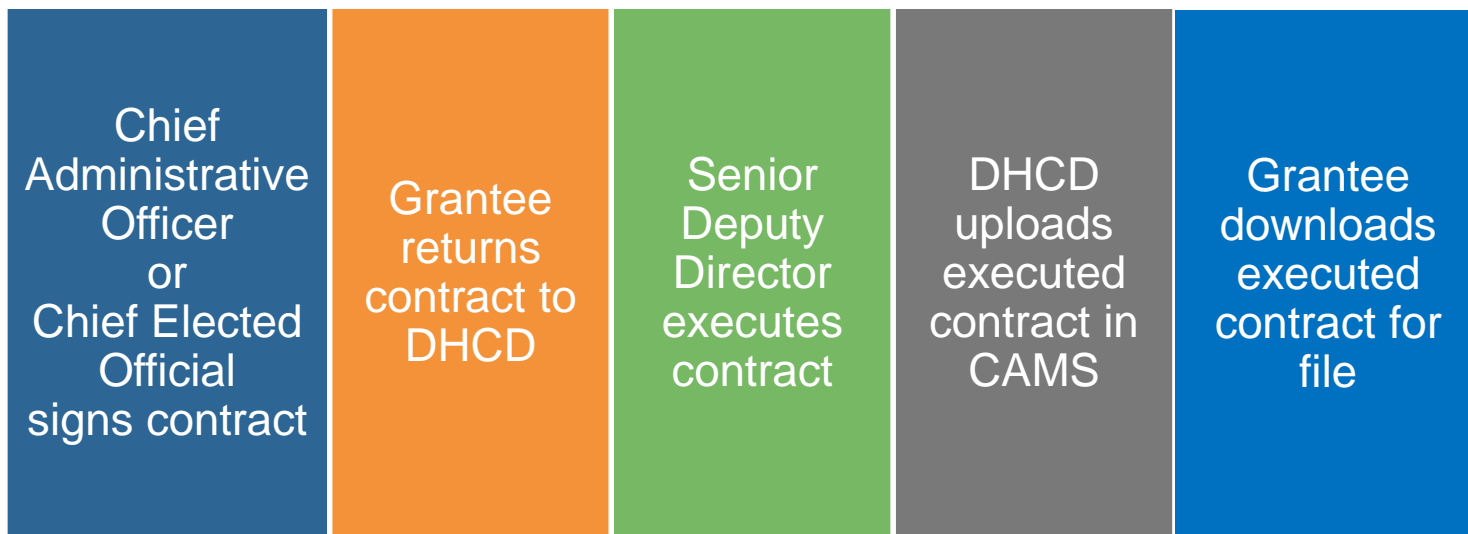 Chief
Administrative
Officer
or
Chief Elected
Official
signs contract
Grantee
returns
contract to
DHCD
Senior
Deputy
Director
executes
contract
DHCD
uploads
executed
contract in
CAMS
Grantee
downloads
executed
contract for
file